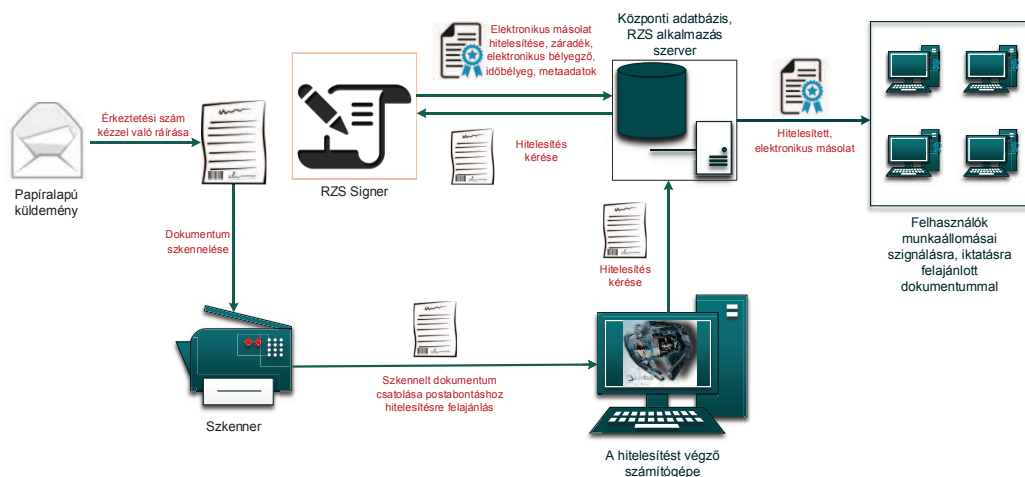 Papíralapú
küldemény
Érkeztetési szám
kézzel való ráírása
RZS Signer
Elektronikus másolat
hitelesítése, záradék,
elektronikus bélyegző,
időbélyeg, metaadatok
Hitelesítés
kérése
Központi adatbázis,
RZS alkalmazás
szerver
Hitelesített,
elektronikus másolat
Felhasználók
munkaállomásai
szignálásra, iktatásra
felajánlott
dokumentummal
Dokumentum
szkennelése
Szkenner
Szkennelt dokumentum
csatolása postabontáshoz
hitelesítésre felajánlás
Hitelesítés
kérése
A hitelesítést végző
számítógépe